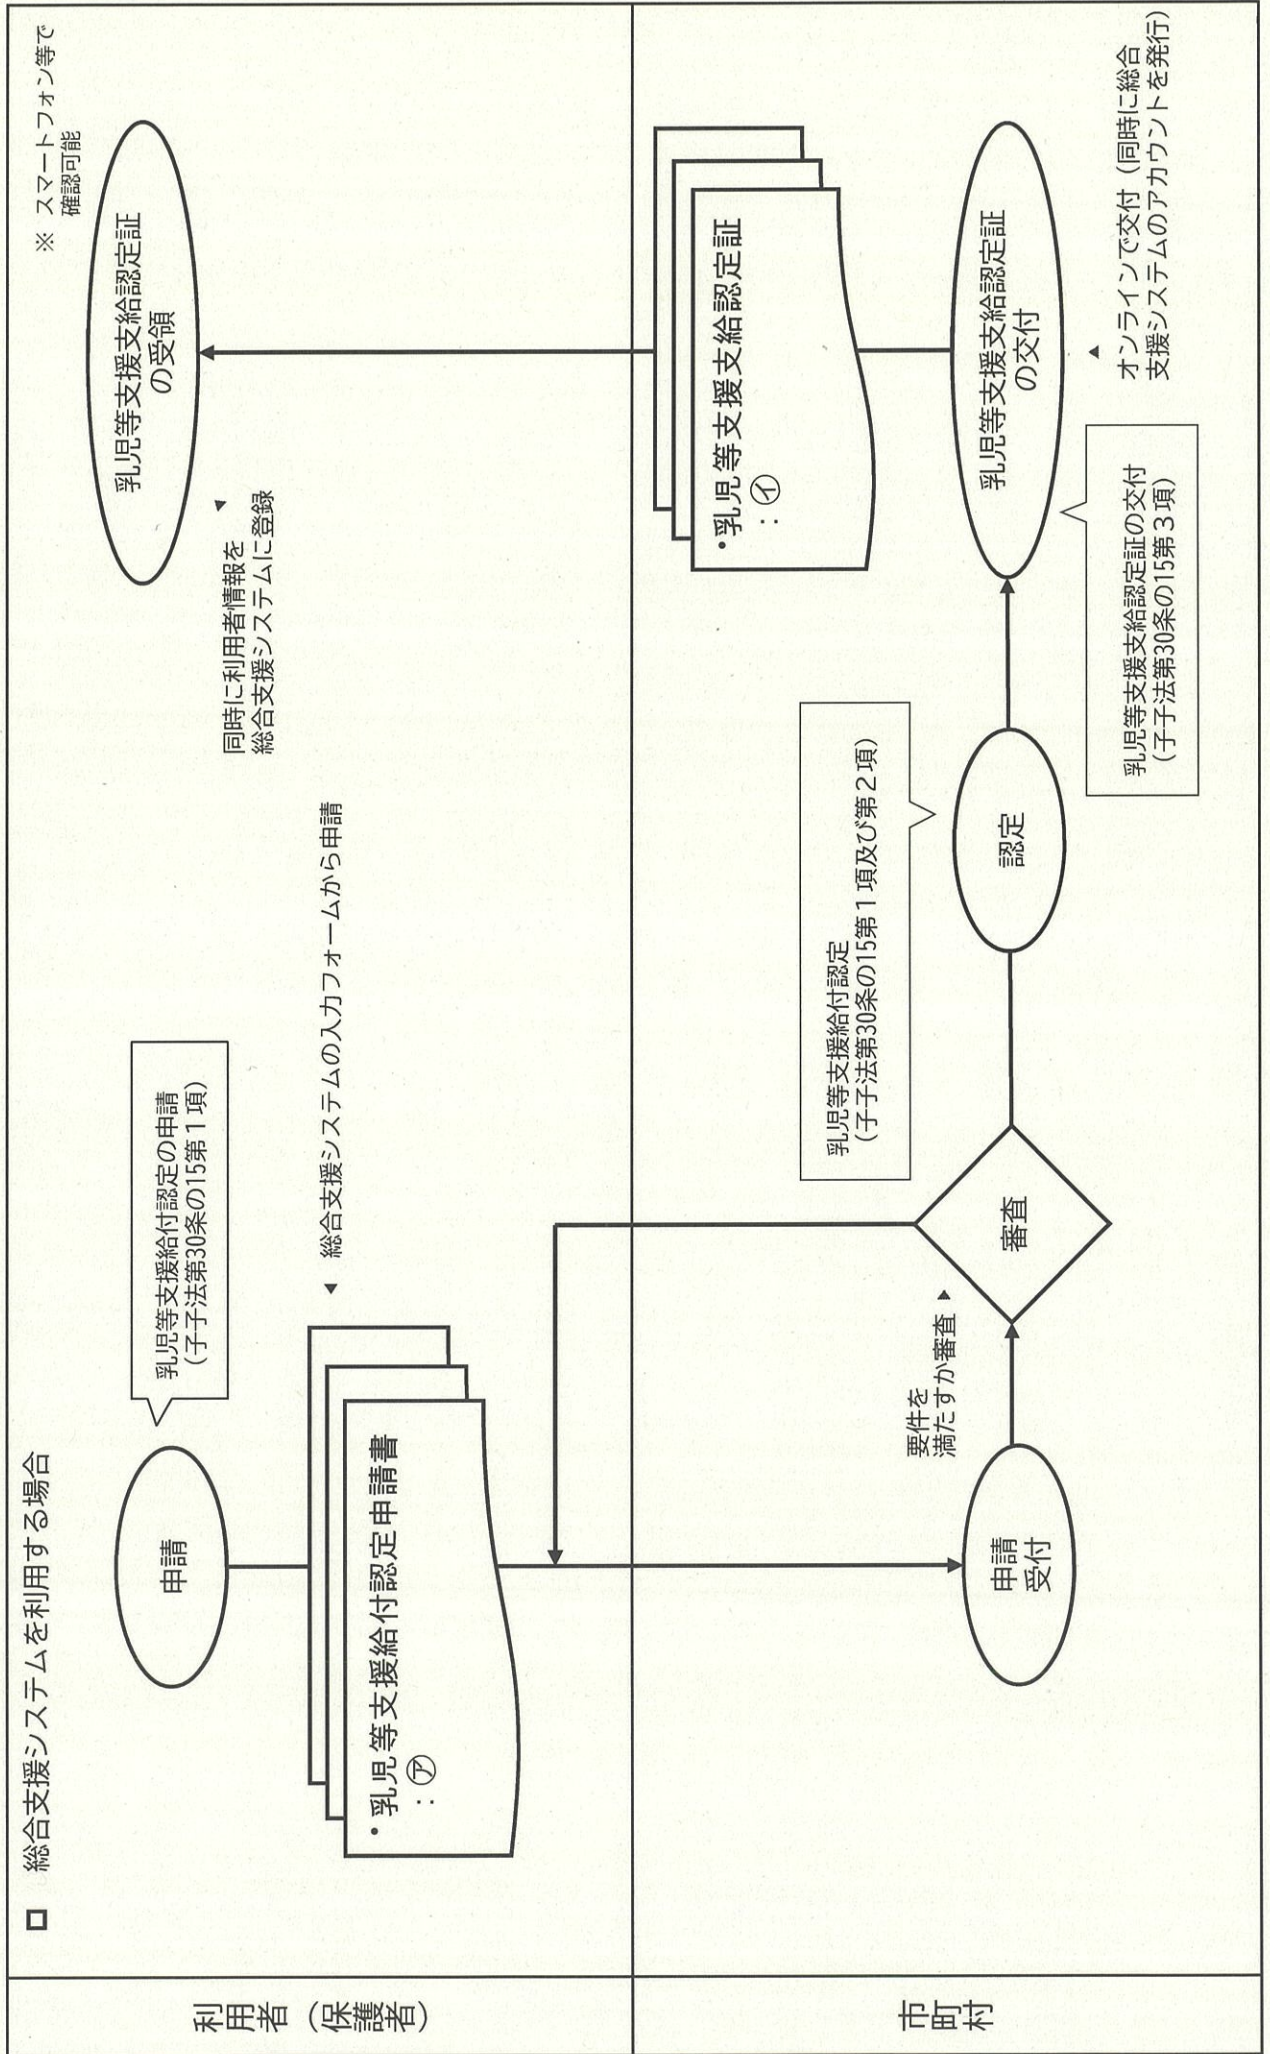 □ 総合支援システムを利用する場合
利用者（保護者）
申請
乳児等支援給付認定の申請
（子子法第30条の15第１項）
・乳児等支援給付認定申請書
：㋐
▲ 総合支援システムの入力フォームから申請
同時に利用者情報を
総合支援システムに登録
▲
乳児等支援支給認定証
の受領
※ スマートフォン等で
確認可能
市町村
申請
受付
要件を
満たすか審査 ▲
審査
乳児等支援給付認定
（子子法第30条の15第１項及び第２項）
認定
乳児等支援支給認定証の交付
（子子法第30条の15第３項）
・乳児等支援支給認定証
：㋑
乳児等支援支給認定証
の交付
▲
オンラインで交付（同時に総合
支援システムのアカウントを発行）